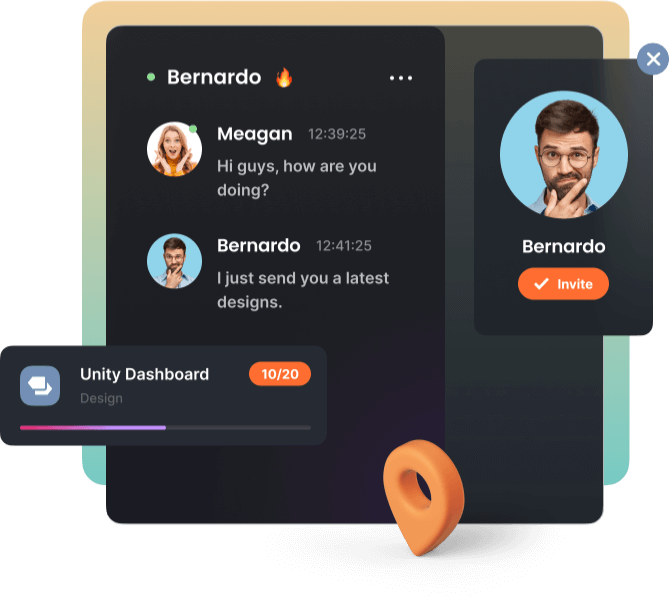 Bernardo 🔥
Meagan 12:39:25
Hi guys, how are you
doing?
Bernardo 12:41:25
I just send you a latest
designs.
Bernardo
Invite
Unity Dashboard 10/20
Design